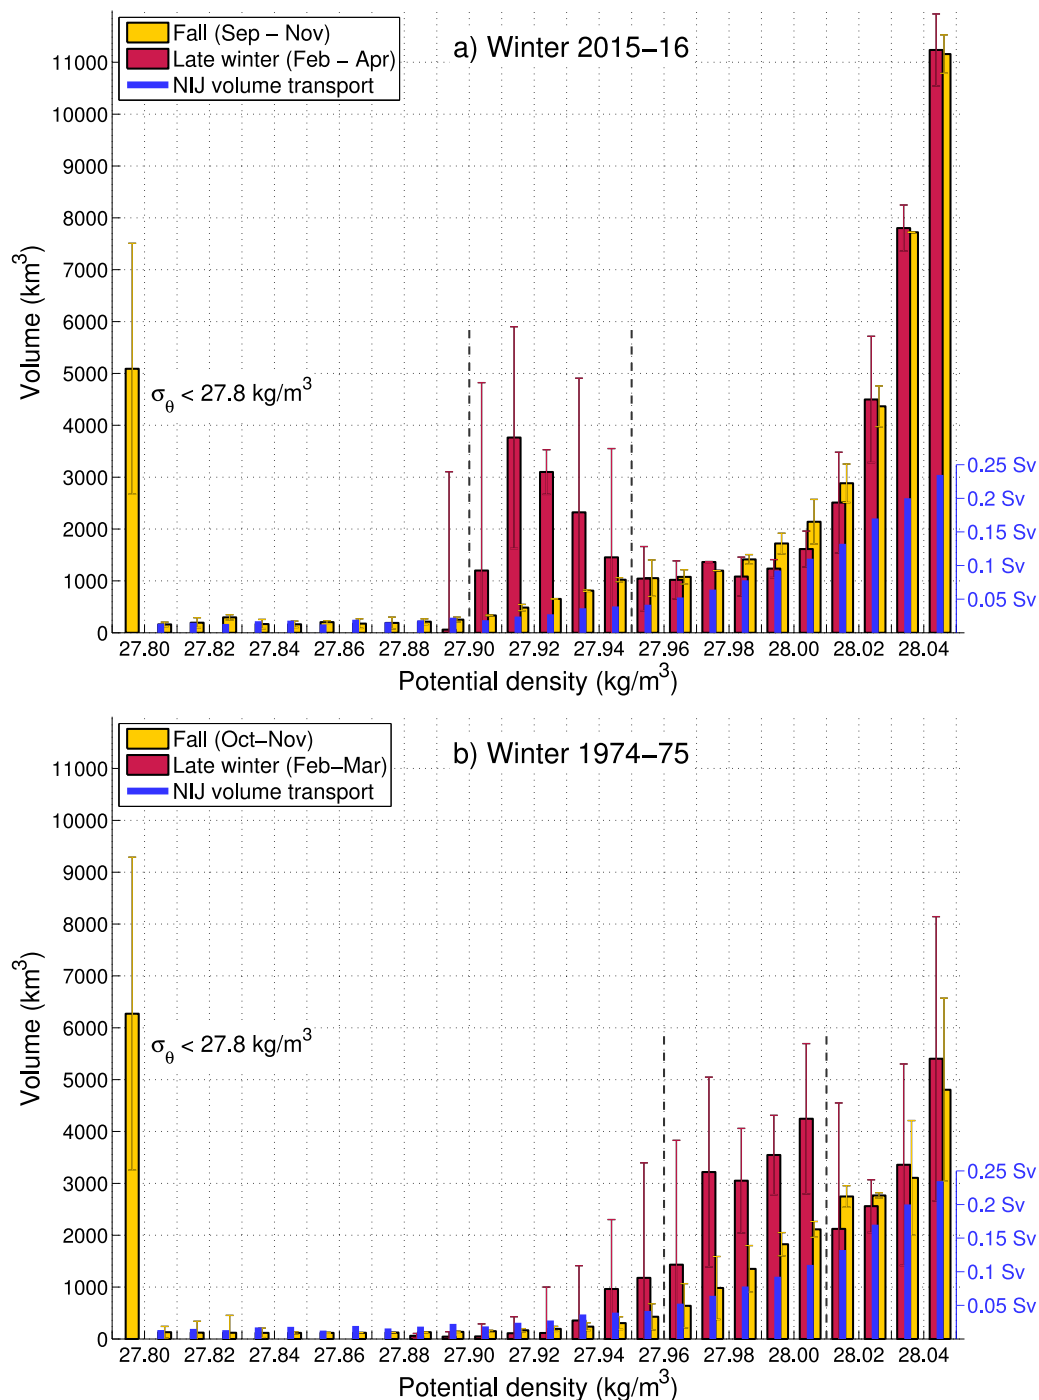 a) Winter 2015−16
Fall (Sep − Nov)
Late winter (Feb − Apr)
NIJ volume transport
11000
10000
9000
8000
7000
6000
5000
4000
3000
2000
1000
0
Volume (km³)
σθ < 27.8 kg/m³
0.25 Sv
0.2 Sv
0.15 Sv
0.1 Sv
0.05 Sv
27.80 27.82 27.84 27.86 27.88 27.90 27.92 27.94 27.96 27.98 28.00 28.02 28.04
Potential density (kg/m³)
b) Winter 1974−75
Fall (Oct−Nov)
Late winter (Feb−Mar)
NIJ volume transport
11000
10000
9000
8000
7000
6000
5000
4000
3000
2000
1000
0
Volume (km³)
σθ < 27.8 kg/m³
0.25 Sv
0.2 Sv
0.15 Sv
0.1 Sv
0.05 Sv
27.80 27.82 27.84 27.86 27.88 27.90 27.92 27.94 27.96 27.98 28.00 28.02 28.04
Potential density (kg/m³)